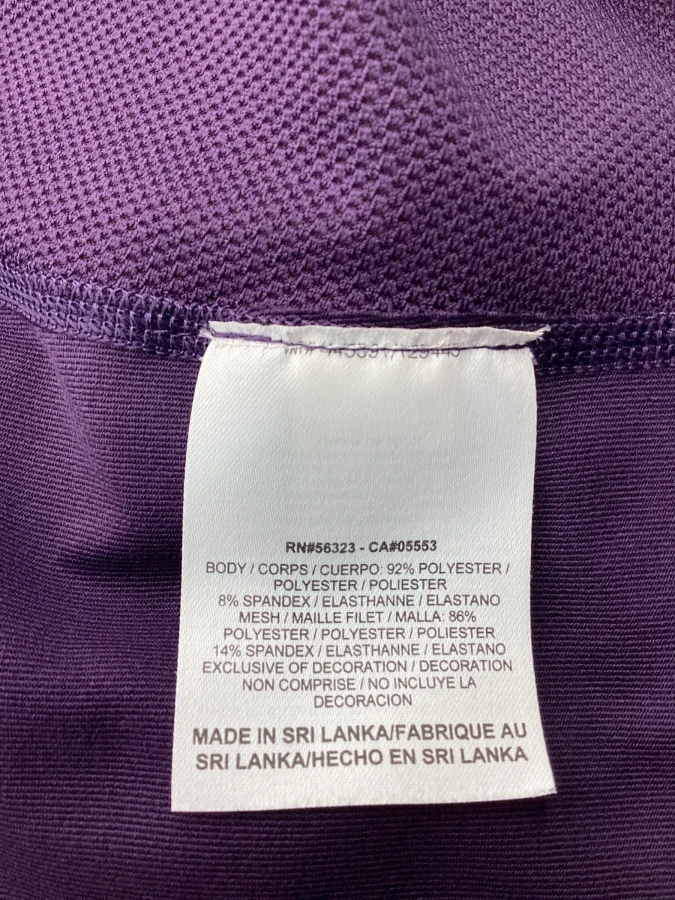 RN#56323 - CA#05553
BODY / CORPS / CUERPO: 92% POLYESTER /
POLYESTER / POLIESTER
8% SPANDEX / ELASTHANNE / ELASTANO
MESH / MAILLE FILET / MALLA: 86%
POLYESTER / POLYESTER / POLIESTER
14% SPANDEX / ELASTHANNE / ELASTANO
EXCLUSIVE OF DECORATION / DECORATION
NON COMPRISE / NO INCLUYE LA
DECORACION
MADE IN SRI LANKA/FABRIQUE AU
SRI LANKA/HECHO EN SRI LANKA